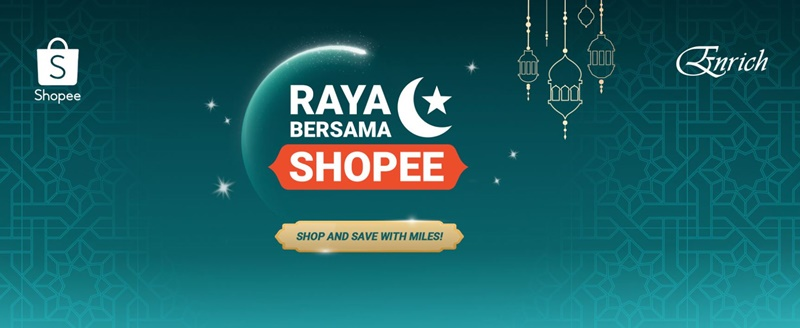 S
Shopee
Enrich
RAYA
BERSAMA
SHOPEE
SHOP AND SAVE WITH MILES!